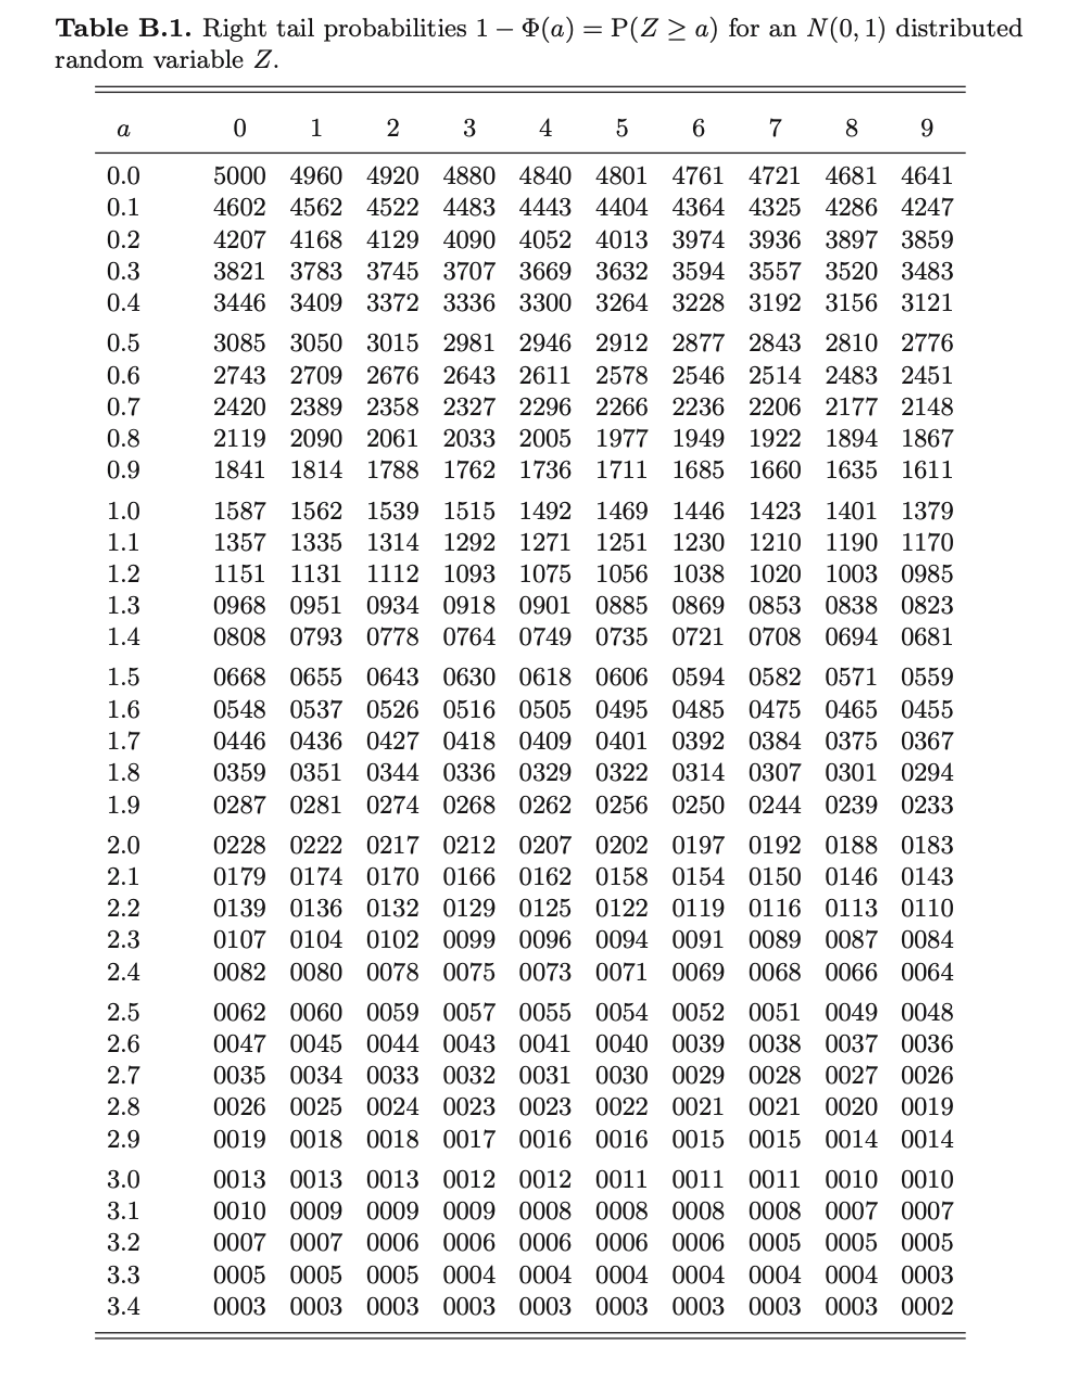 Table B.1. Right tail probabilities 1 − Φ(a) = P(Z ≥ a) for an N(0, 1) distributed
random variable Z.
a 0 1 2 3 4 5 6 7 8 9
0.0 5000 4960 4920 4880 4840 4801 4761 4721 4681 4641
0.1 4602 4562 4522 4483 4443 4404 4364 4325 4286 4247
0.2 4207 4168 4129 4090 4052 4013 3974 3936 3897 3859
0.3 3821 3783 3745 3707 3669 3632 3594 3557 3520 3483
0.4 3446 3409 3372 3336 3300 3264 3228 3192 3156 3121
0.5 3085 3050 3015 2981 2946 2912 2877 2843 2810 2776
0.6 2743 2709 2676 2643 2611 2578 2546 2514 2483 2451
0.7 2420 2389 2358 2327 2296 2266 2236 2206 2177 2148
0.8 2119 2090 2061 2033 2005 1977 1949 1922 1894 1867
0.9 1841 1814 1788 1762 1736 1711 1685 1660 1635 1611
1.0 1587 1562 1539 1515 1492 1469 1446 1423 1401 1379
1.1 1357 1335 1314 1292 1271 1251 1230 1210 1190 1170
1.2 1151 1131 1112 1093 1075 1056 1038 1020 1003 0985
1.3 0968 0951 0934 0918 0901 0885 0869 0853 0838 0823
1.4 0808 0793 0778 0764 0749 0735 0721 0708 0694 0681
1.5 0668 0655 0643 0630 0618 0606 0594 0582 0571 0559
1.6 0548 0537 0526 0516 0505 0495 0485 0475 0465 0455
1.7 0446 0436 0427 0418 0409 0401 0392 0384 0375 0367
1.8 0359 0351 0344 0336 0329 0322 0314 0307 0301 0294
1.9 0287 0281 0274 0268 0262 0256 0250 0244 0239 0233
2.0 0228 0222 0217 0212 0207 0202 0197 0192 0188 0183
2.1 0179 0174 0170 0166 0162 0158 0154 0150 0146 0143
2.2 0139 0136 0132 0129 0125 0122 0119 0116 0113 0110
2.3 0107 0104 0102 0099 0096 0094 0091 0089 0087 0084
2.4 0082 0080 0078 0075 0073 0071 0069 0068 0066 0064
2.5 0062 0060 0059 0057 0055 0054 0052 0051 0049 0048
2.6 0047 0045 0044 0043 0041 0040 0039 0038 0037 0036
2.7 0035 0034 0033 0032 0031 0030 0029 0028 0027 0026
2.8 0026 0025 0024 0023 0023 0022 0021 0021 0020 0019
2.9 0019 0018 0018 0017 0016 0016 0015 0015 0014 0014
3.0 0013 0013 0013 0012 0012 0011 0011 0011 0010 0010
3.1 0010 0009 0009 0009 0008 0008 0008 0008 0007 0007
3.2 0007 0007 0006 0006 0006 0006 0006 0005 0005 0005
3.3 0005 0005 0005 0004 0004 0004 0004 0004 0004 0003
3.4 0003 0003 0003 0003 0003 0003 0003 0003 0003 0002